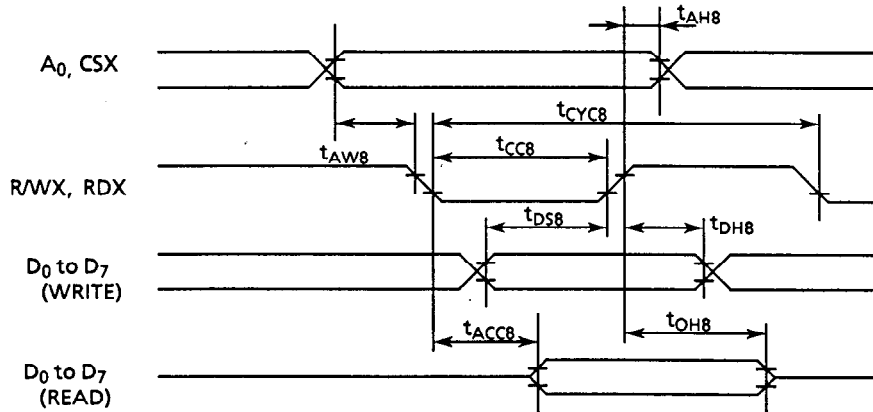 tAH8
A0, CSX
tCYC8
tAW8
tCC8
R/WX, RDX
tDS8
tDH8
D0 to D7
(WRITE)
tACC8
tOH8
D0 to D7
(READ)